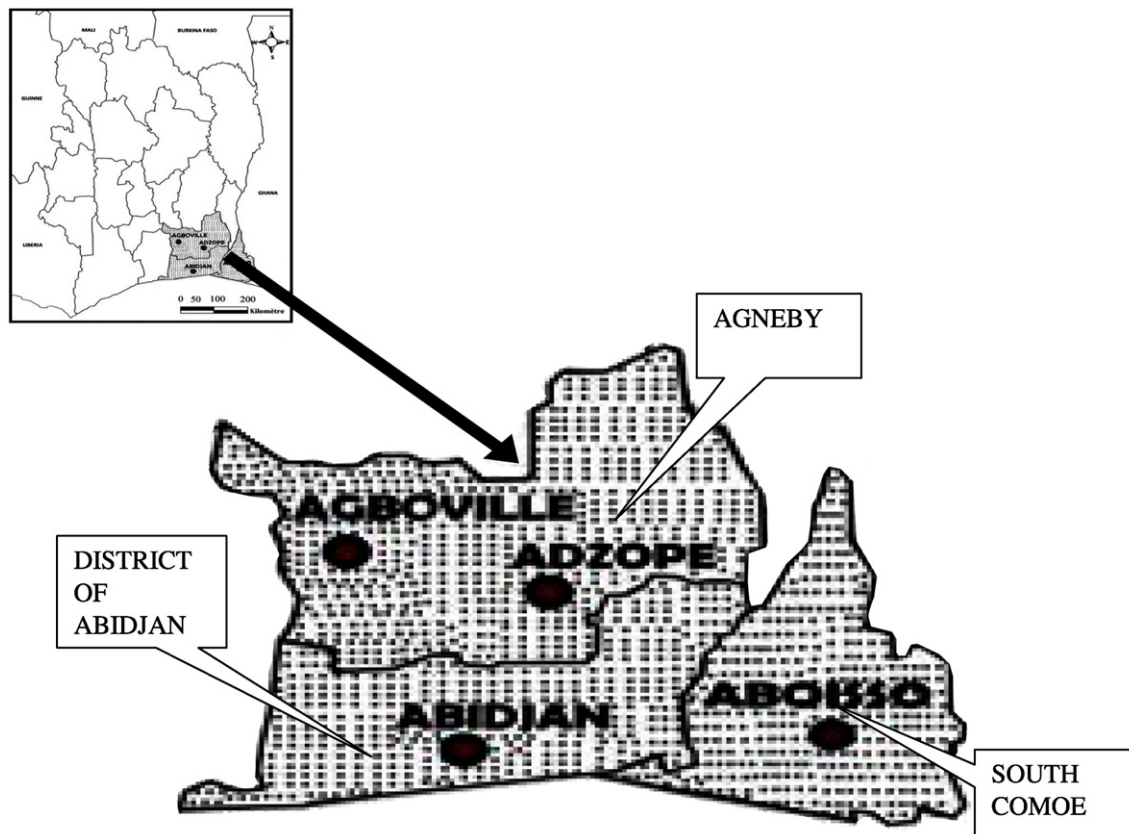 MALI
BURKINA FASO
N
W
E
S
GUINNE
GHANA
LIBERIA
AGBOVILLE
ADZOPE
ABIDJAN
0 50 100 200
Kilomètre
AGNEBY
AGBOVILLE
ADZOPE
DISTRICT
OF
ABIDJAN
ABIDJAN
ABOISSO
SOUTH
COMOE